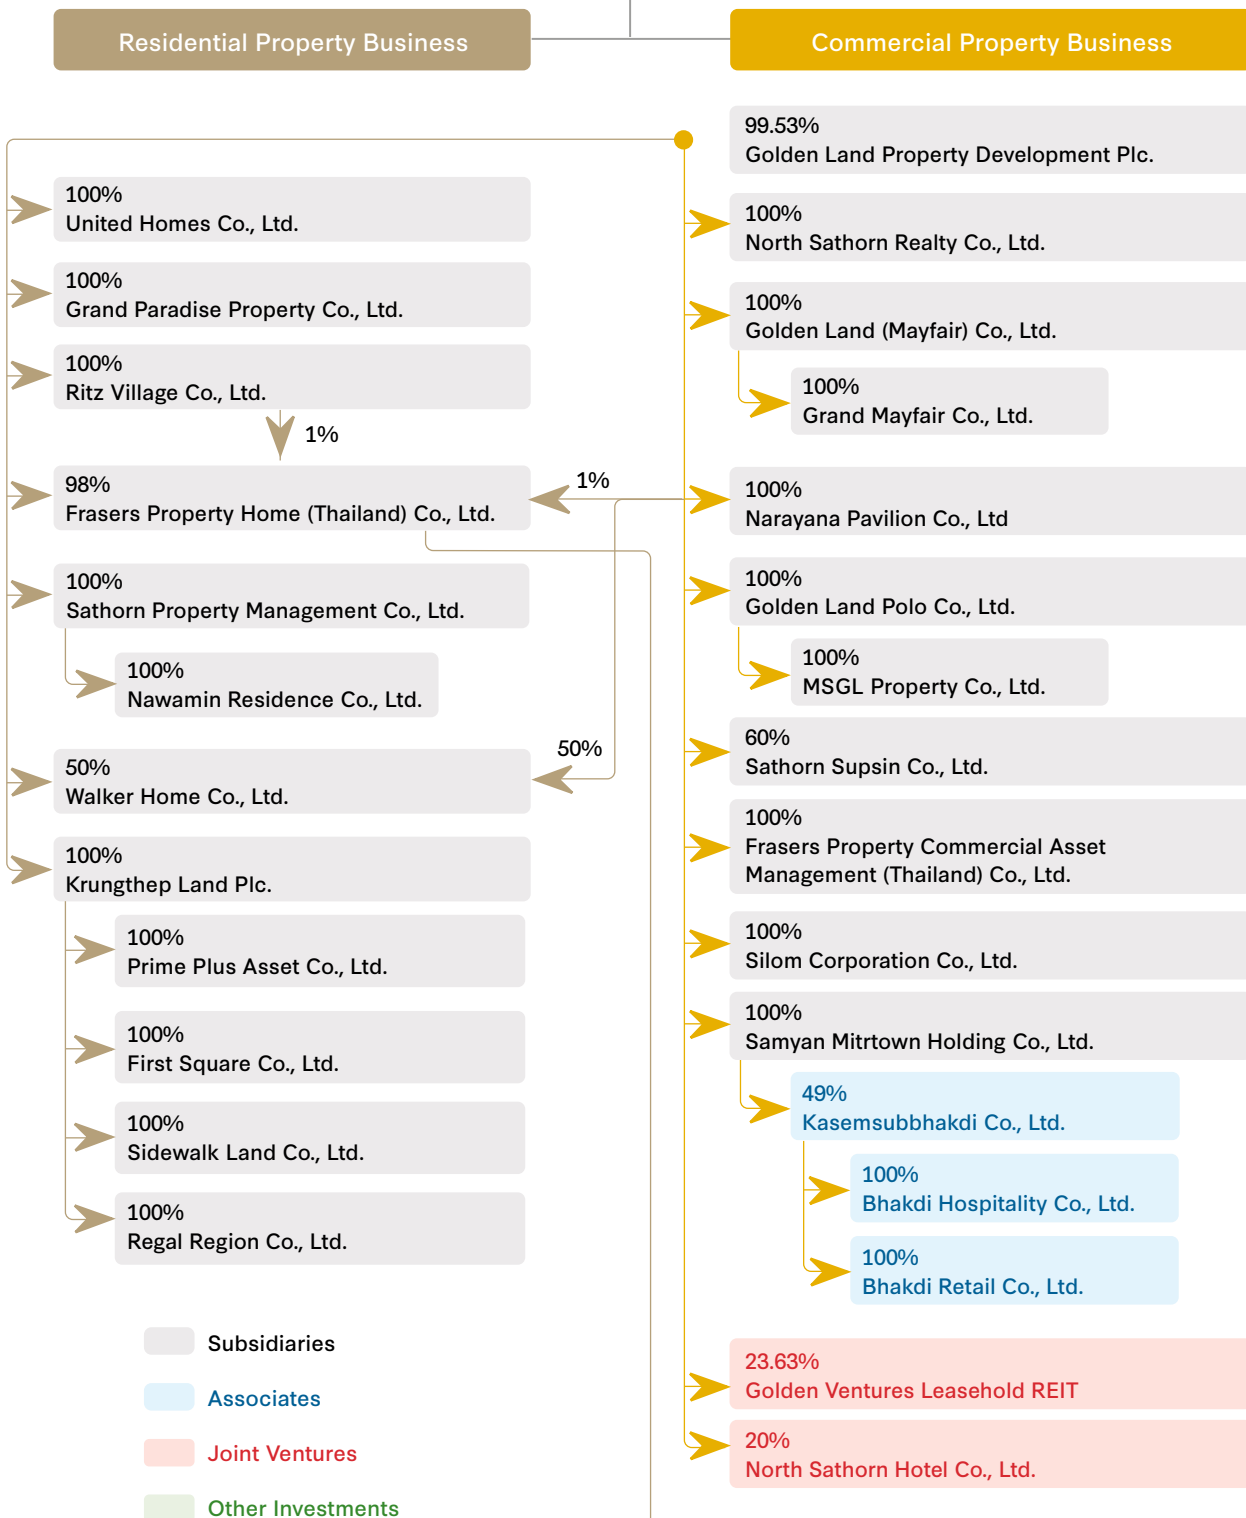 Residential Property Business
100%
United Homes Co., Ltd.
100%
Grand Paradise Property Co., Ltd.
100%
Ritz Village Co., Ltd.
1%
98%
Frasers Property Home (Thailand) Co., Ltd.
1%
100%
Sathorn Property Management Co., Ltd.
100%
Nawamin Residence Co., Ltd.
50%
Walker Home Co., Ltd.
50%
100%
Krungthep Land Plc.
100%
Prime Plus Asset Co., Ltd.
100%
First Square Co., Ltd.
100%
Sidewalk Land Co., Ltd.
100%
Regal Region Co., Ltd.
Subsidiaries
Associates
Joint Ventures
Other Investments
Commercial Property Business
99.53%
Golden Land Property Development Plc.
100%
North Sathorn Realty Co., Ltd.
100%
Golden Land (Mayfair) Co., Ltd.
100%
Grand Mayfair Co., Ltd.
100%
Narayana Pavilion Co., Ltd
100%
Golden Land Polo Co., Ltd.
100%
MSGL Property Co., Ltd.
60%
Sathorn Supsin Co., Ltd.
100%
Frasers Property Commercial Asset
Management (Thailand) Co., Ltd.
100%
Silom Corporation Co., Ltd.
100%
Samyan Mitrtown Holding Co., Ltd.
49%
Kasemsubbhakdi Co., Ltd.
100%
Bhakdi Hospitality Co., Ltd.
100%
Bhakdi Retail Co., Ltd.
23.63%
Golden Ventures Leasehold REIT
20%
North Sathorn Hotel Co., Ltd.